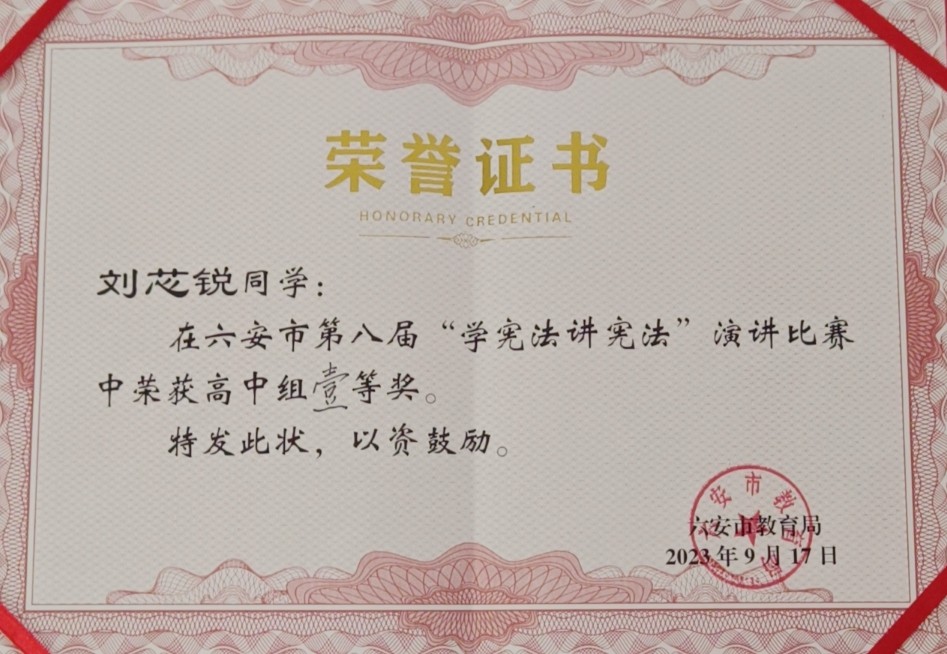 荣誉证书
HONORARY CREDENTIAL
刘芯锐同学：
在六安市第八届“学宪法讲宪法”演讲比赛
中荣获高中组壹等奖。
特发此状，以资鼓励。
六安市教育局
2023年9月17日